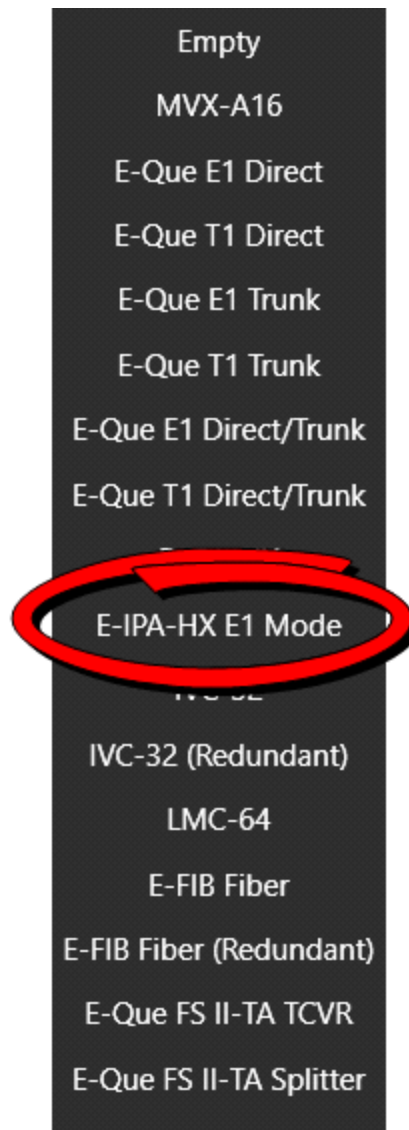 Empty
MVX-A16
E-Que E1 Direct
E-Que T1 Direct
E-Que E1 Trunk
E-Que T1 Trunk
E-Que E1 Direct/Trunk
E-Que T1 Direct/Trunk
E-IPA-HX E1 Mode
IVC-32
IVC-32 (Redundant)
LMC-64
E-FIB Fiber
E-FIB Fiber (Redundant)
E-Que FS II-TA TCVR
E-Que FS II-TA Splitter